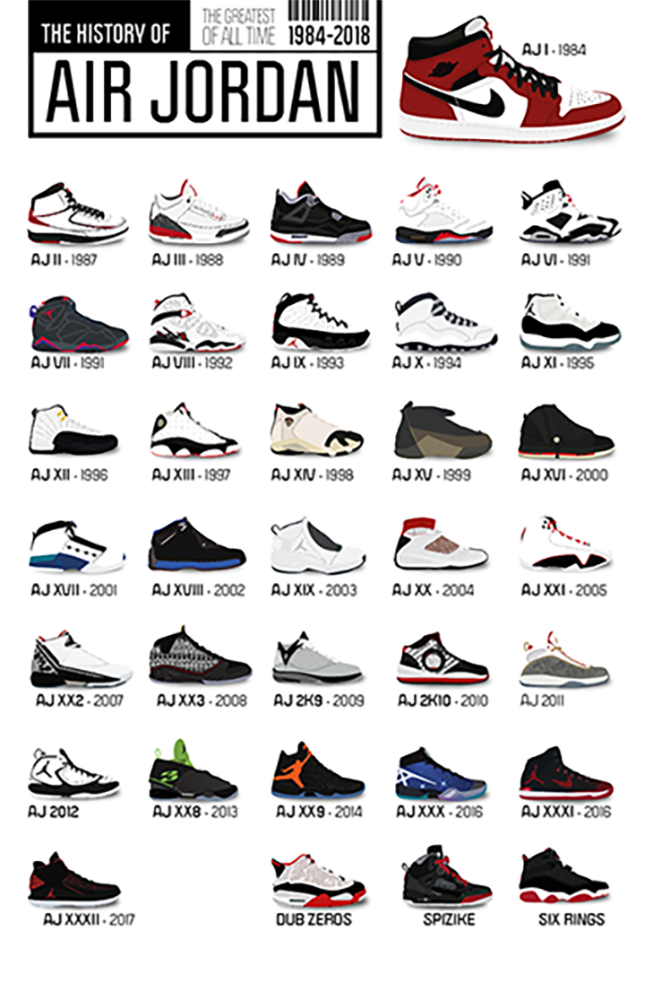 THE HISTORY OF
AIR JORDAN
THE GREATEST
OF ALL TIME
1984-2018
AJ I - 1984
AJ II - 1987
AJ III - 1988
AJ IV - 1989
AJ V - 1990
AJ VI - 1991
AJ VII - 1991
AJ VIII - 1992
AJ IX - 1993
AJ X - 1994
AJ XI - 1995
AJ XII - 1996
AJ XIII - 1997
AJ XIV - 1998
AJ XV - 1999
AJ XVI - 2000
AJ XVII - 2001
AJ XVIII - 2002
AJ XIX - 2003
AJ XX - 2004
AJ XXI - 2005
AJ XX2 - 2007
AJ XX3 - 2008
AJ 2K9 - 2009
AJ 2K10 - 2010
AJ 2011
AJ 2012
AJ XX8 - 2013
AJ XX9 - 2014
AJ XXX - 2016
AJ XXXI - 2016
AJ XXXII - 2017
DUB ZEROS
SPIZIKE
SIX RINGS